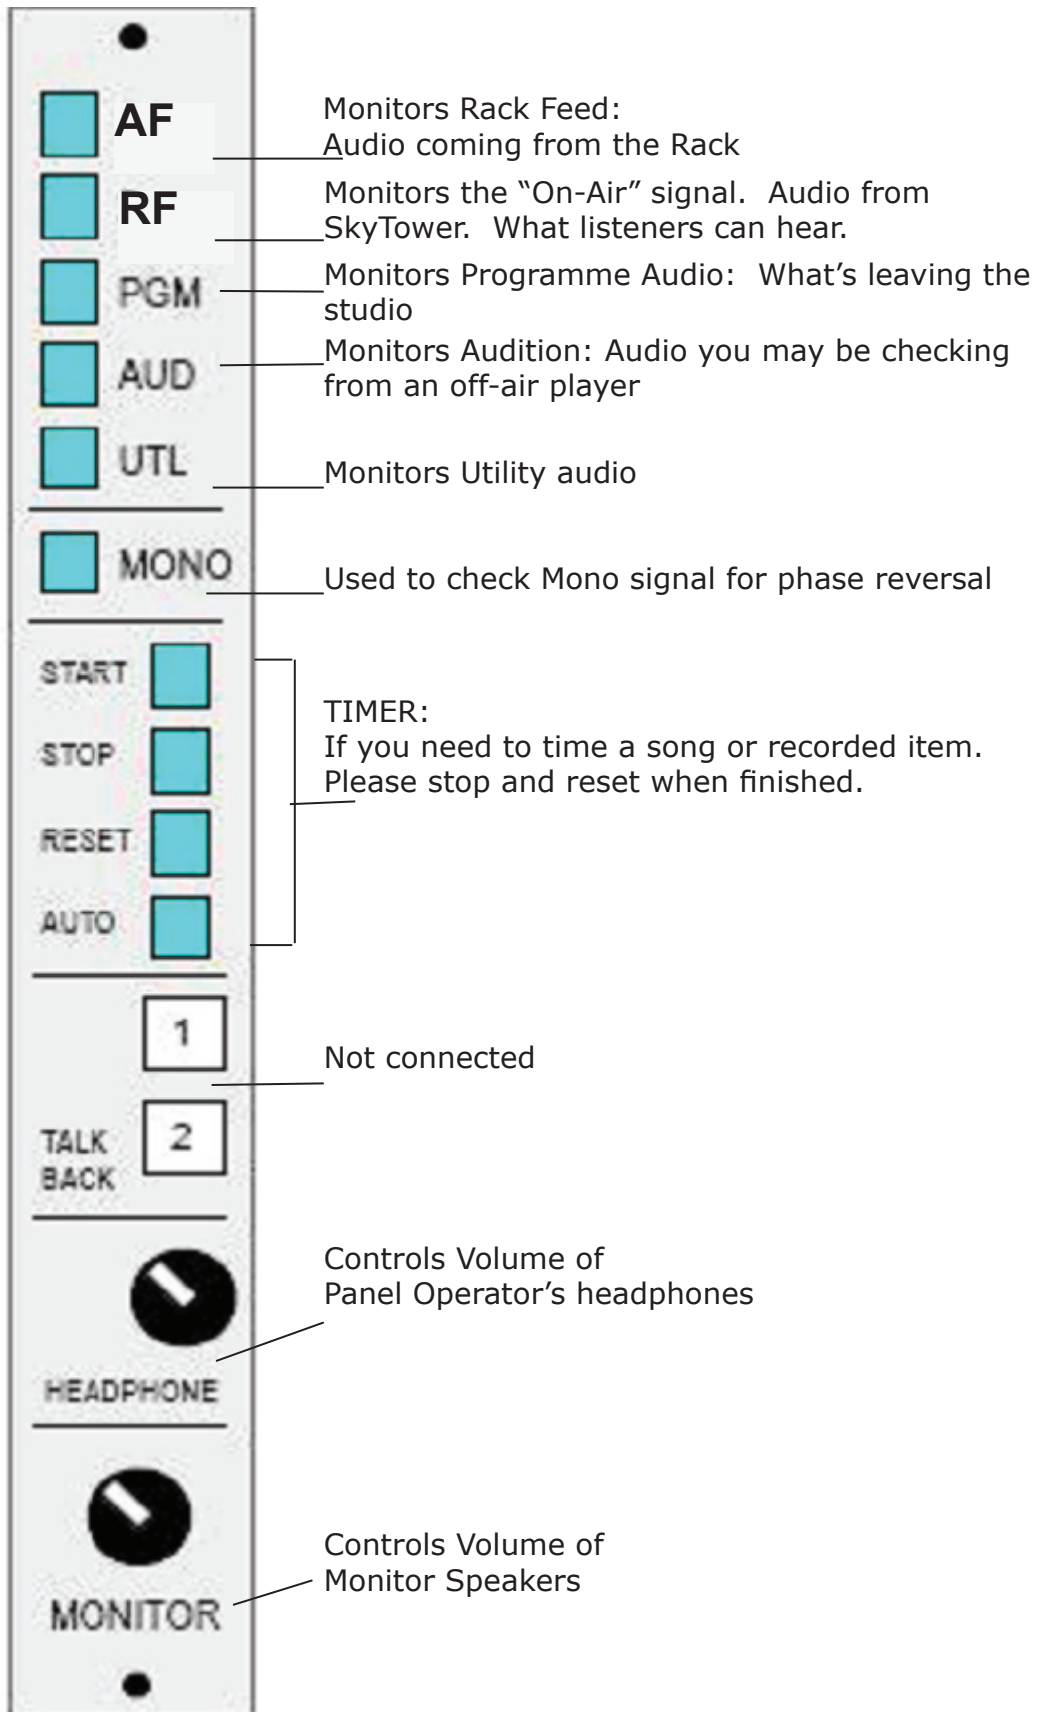 AF
Monitors Rack Feed:
Audio coming from the Rack
RF
Monitors the “On-Air” signal.  Audio from
SkyTower.  What listeners can hear.
PGM
Monitors Programme Audio:  What’s leaving the
studio
AUD
Monitors Audition: Audio you may be checking
from an off-air player
UTL
Monitors Utility audio
MONO
Used to check Mono signal for phase reversal
START
STOP
RESET
AUTO
TIMER:
If you need to time a song or recorded item.
Please stop and reset when finished.
1
2
TALK
BACK
Not connected
Controls Volume of
Panel Operator’s headphones
HEADPHONE
Controls Volume of
Monitor Speakers
MONITOR